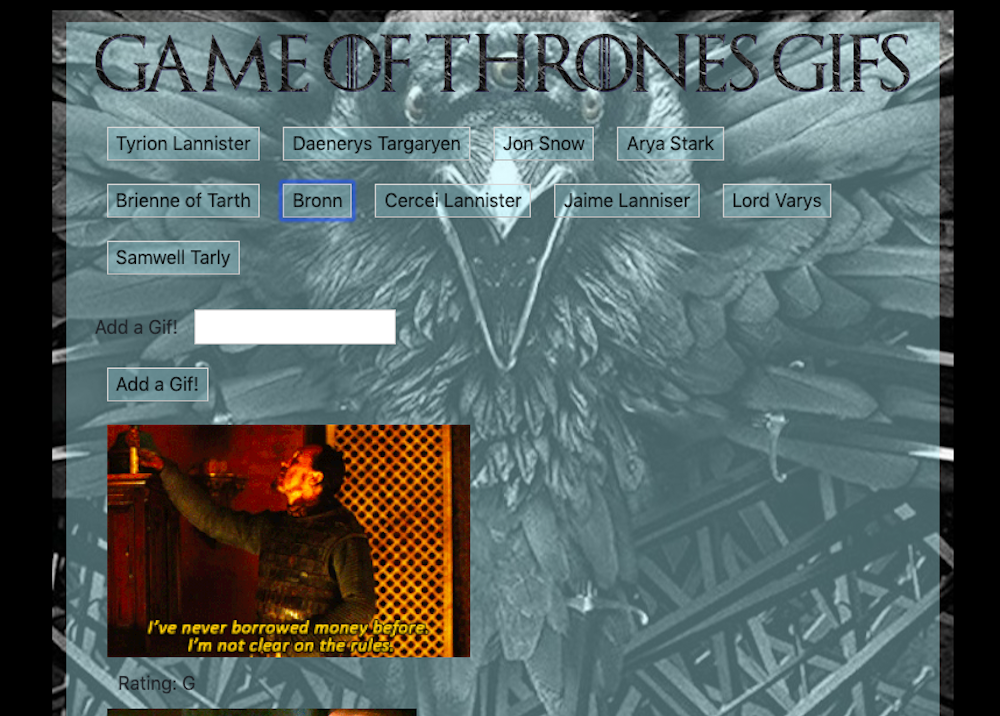 GAME OF THRONES GIFS
Tyrion Lannister Daenerys Targaryen Jon Snow Arya Stark
Brienne of Tarth Bronn Cercei Lannister Jaime Lanniser Lord Varys
Samwell Tarly
Add a Gif!
Add a Gif!
I've never borrowed money before.
I'm not clear on the rules.
Rating: G